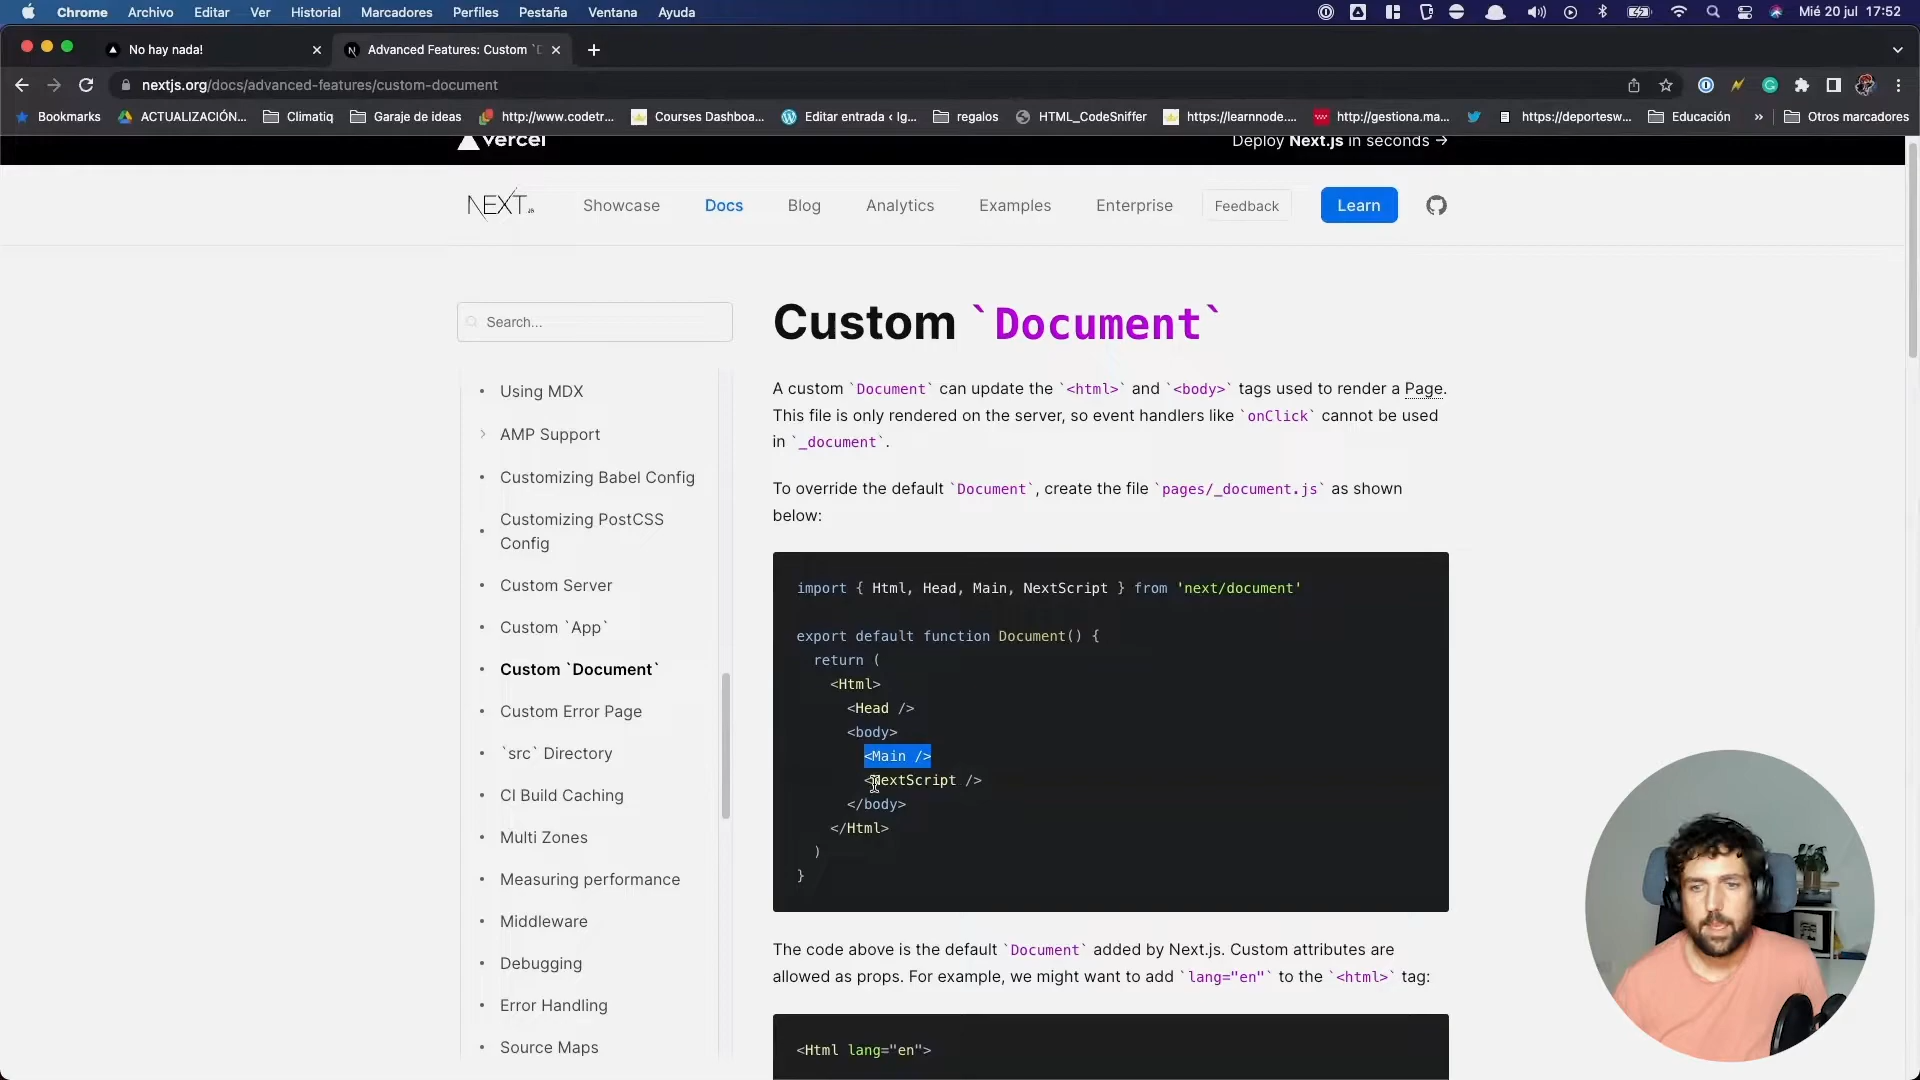 Chrome Archivo Editar Ver Historial Marcadores Perfiles Pestaña Ventana Ayuda Mié 20 jul 17:52
No hay nada!
Advanced Features: Custom `D
nextjs.org/docs/advanced-features/custom-document
Bookmarks ACTUALIZACIÓN... Climatiq Garaje de ideas http://www.codetr... Courses Dashboa... Editar entrada ‹ Ig... regalos HTML_CodeSniffer https://learnnode.... http://gestiona.ma... https://deportesw... Educación » Otros marcadores
Vercel
Deploy Next.js in seconds →
NEXT.JS Showcase Docs Blog Analytics Examples Enterprise Feedback Learn
Search...
Using MDX
AMP Support
Customizing Babel Config
Customizing PostCSS
Config
Custom Server
Custom `App`
Custom `Document`
Custom Error Page
`src` Directory
CI Build Caching
Multi Zones
Measuring performance
Middleware
Debugging
Error Handling
Source Maps
Custom `Document`
A custom `Document` can update the `<html>` and `<body>` tags used to render a Page.
This file is only rendered on the server, so event handlers like `onClick` cannot be used
in `_document`.
To override the default `Document`, create the file `pages/_document.js` as shown
below:
import { Html, Head, Main, NextScript } from 'next/document'
export default function Document() {
return (
<Html>
<Head />
<body>
<Main />
<NextScript />
</body>
</Html>
)
}
The code above is the default `Document` added by Next.js. Custom attributes are
allowed as props. For example, we might want to add `lang="en"` to the `<html>` tag:
<Html lang="en">